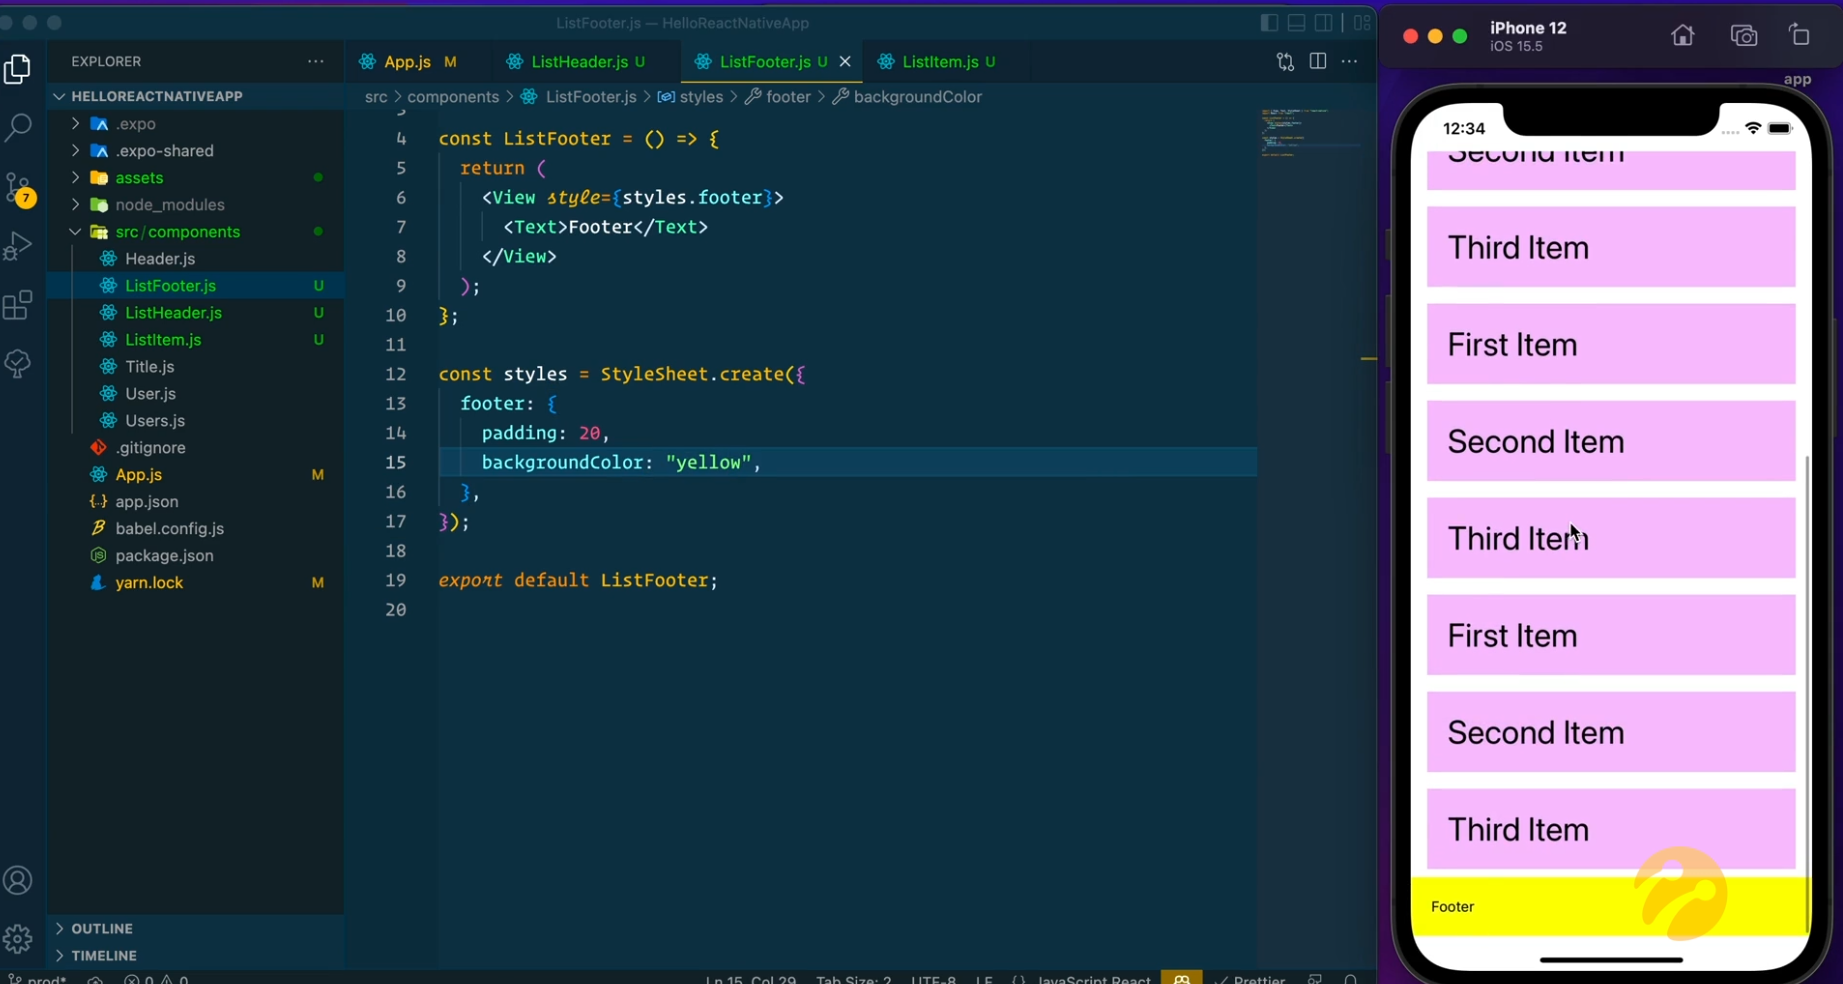 ListFooter.js — HelloReactNativeApp
EXPLORER
HELLOREACTNATIVEAPP
.expo
.expo-shared
assets
node_modules
src/components
Header.js
ListFooter.js U
ListHeader.js U
ListItem.js U
Title.js
User.js
Users.js
.gitignore
App.js M
app.json
babel.config.js
package.json
yarn.lock M
OUTLINE
TIMELINE
7
App.js M
ListHeader.js U
ListFooter.js U
ListItem.js U
src > components > ListFooter.js > styles > footer > backgroundColor
3
4 const ListFooter = () => {
5 return (
6 <View style={styles.footer}>
7 <Text>Footer</Text>
8 </View>
9 );
10 };
11
12 const styles = StyleSheet.create({
13 footer: {
14 padding: 20,
15 backgroundColor: "yellow",
16 },
17 });
18
19 export default ListFooter;
20
prod* 0 0 Ln 15, Col 29 Tab Size: 2 UTF-8 LF {} JavaScript React Prettier
iPhone 12
iOS 15.5
app
12:34
Second Item
Third Item
First Item
Second Item
Third Item
First Item
Second Item
Third Item
Footer